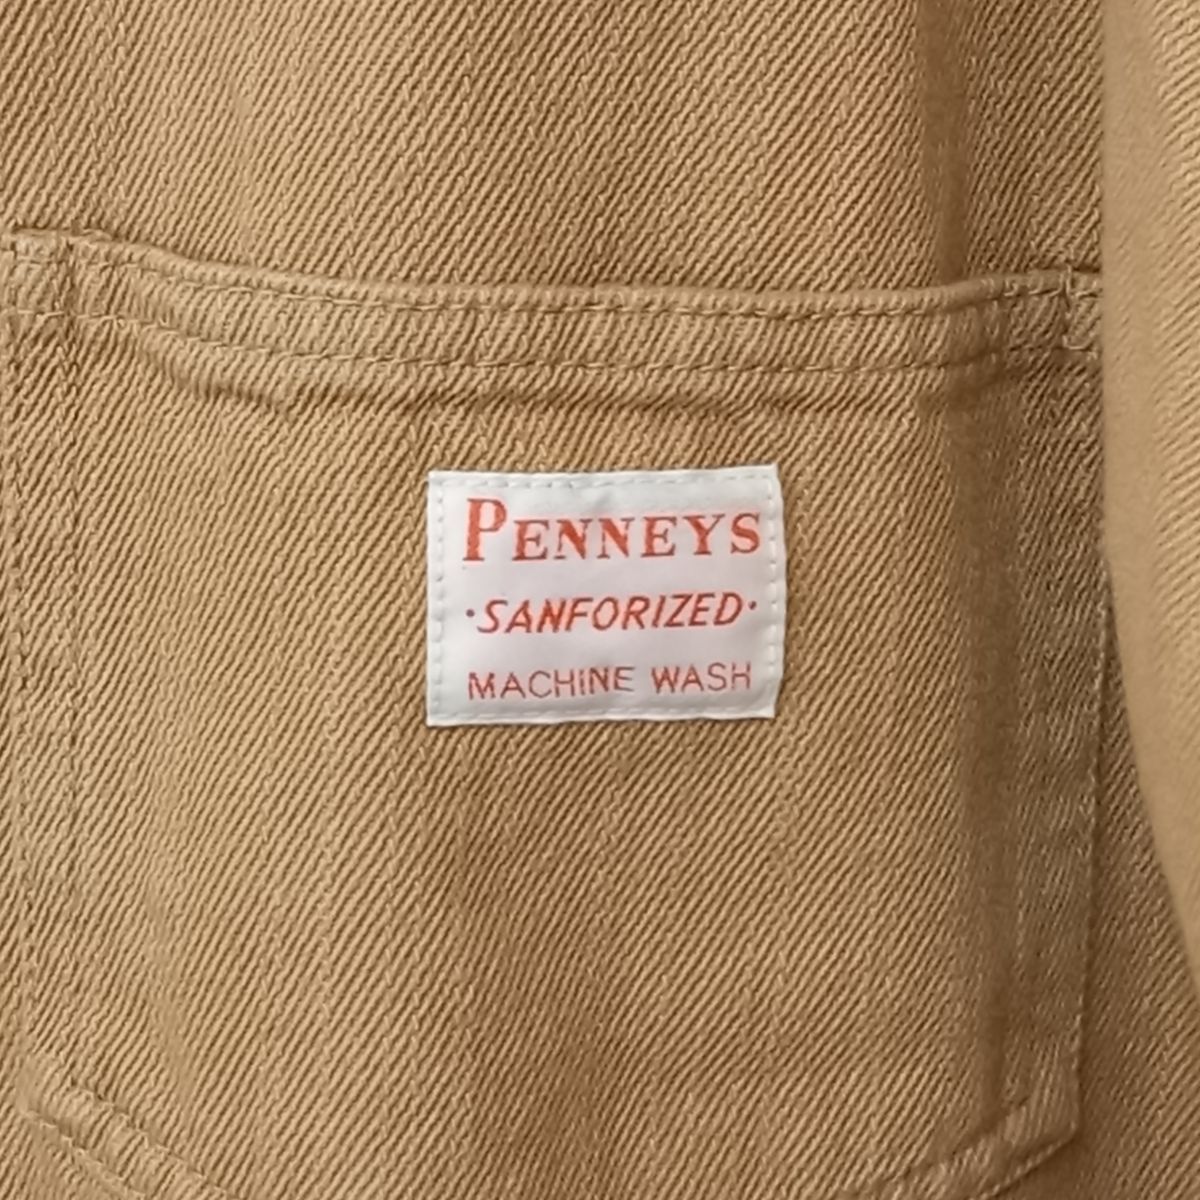 PENNEYS
·SANFORIZED·
MACHINE WASH